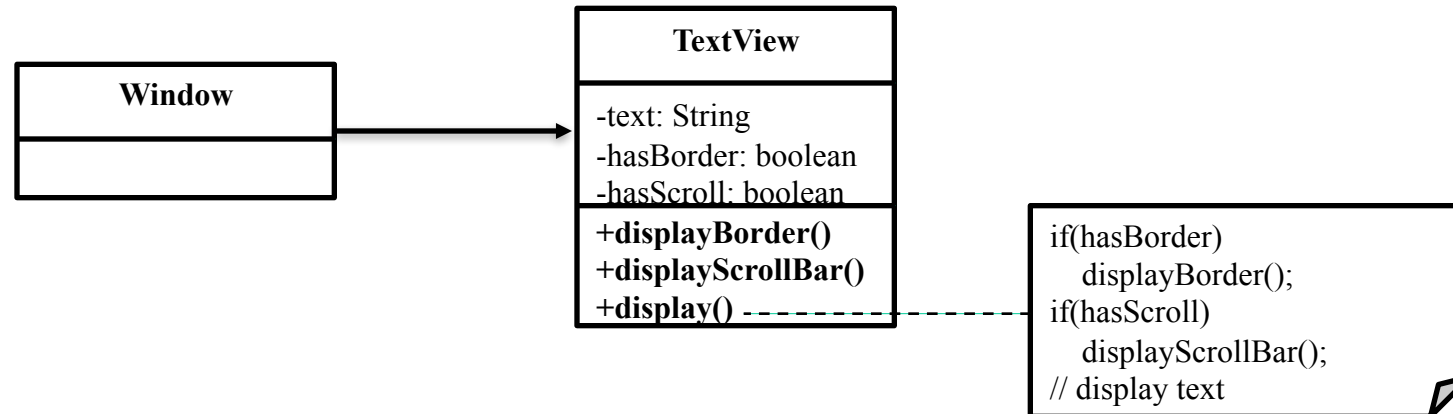 Window
TextView
-text: String
-hasBorder: boolean
-hasScroll: boolean
+displayBorder()
+displayScrollBar()
+display()
if(hasBorder)
displayBorder();
if(hasScroll)
displayScrollBar();
// display text